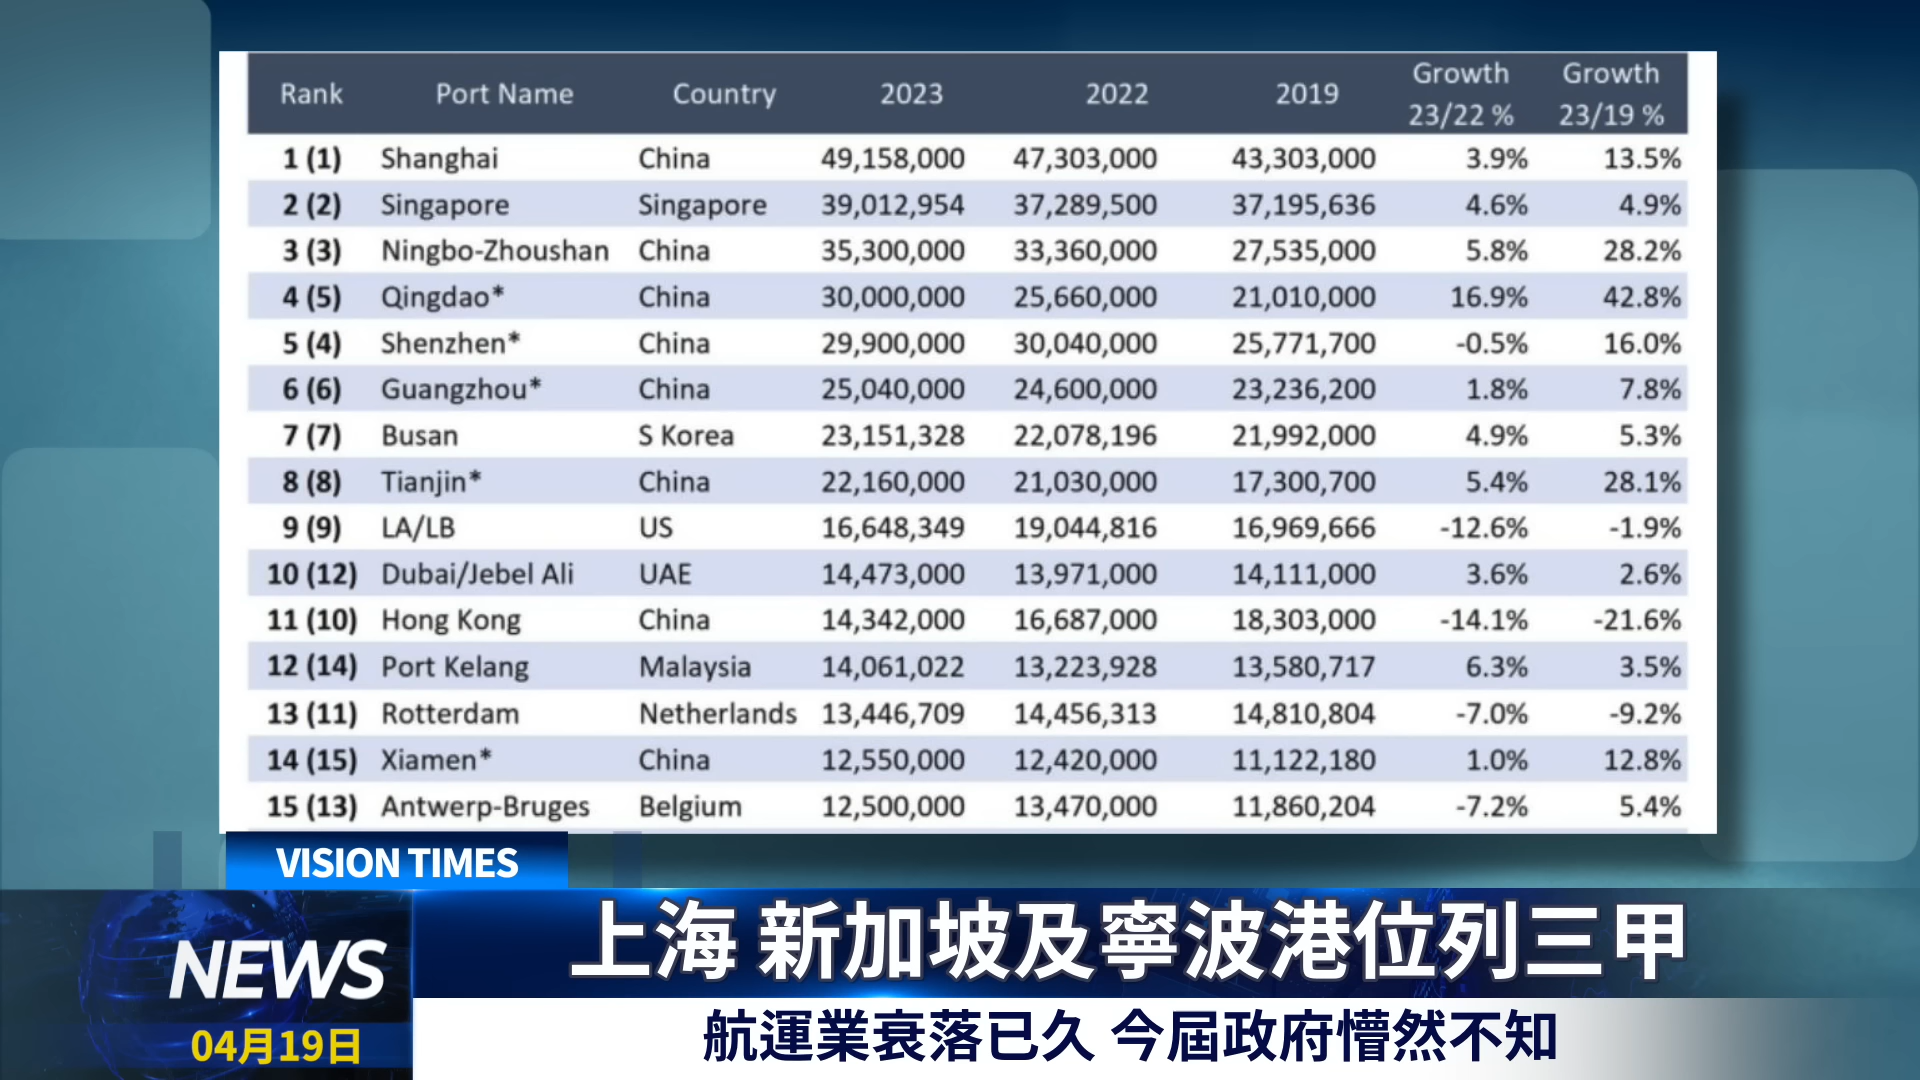 Rank Port Name Country 2023 2022 2019 Growth 23/22 % Growth 23/19 %
1 (1) Shanghai China 49,158,000 47,303,000 43,303,000 3.9% 13.5%
2 (2) Singapore Singapore 39,012,954 37,289,500 37,195,636 4.6% 4.9%
3 (3) Ningbo-Zhoushan China 35,300,000 33,360,000 27,535,000 5.8% 28.2%
4 (5) Qingdao* China 30,000,000 25,660,000 21,010,000 16.9% 42.8%
5 (4) Shenzhen* China 29,900,000 30,040,000 25,771,700 -0.5% 16.0%
6 (6) Guangzhou* China 25,040,000 24,600,000 23,236,200 1.8% 7.8%
7 (7) Busan S Korea 23,151,328 22,078,196 21,992,000 4.9% 5.3%
8 (8) Tianjin* China 22,160,000 21,030,000 17,300,700 5.4% 28.1%
9 (9) LA/LB US 16,648,349 19,044,816 16,969,666 -12.6% -1.9%
10 (12) Dubai/Jebel Ali UAE 14,473,000 13,971,000 14,111,000 3.6% 2.6%
11 (10) Hong Kong China 14,342,000 16,687,000 18,303,000 -14.1% -21.6%
12 (14) Port Kelang Malaysia 14,061,022 13,223,928 13,580,717 6.3% 3.5%
13 (11) Rotterdam Netherlands 13,446,709 14,456,313 14,810,804 -7.0% -9.2%
14 (15) Xiamen* China 12,550,000 12,420,000 11,122,180 1.0% 12.8%
15 (13) Antwerp-Bruges Belgium 12,500,000 13,470,000 11,860,204 -7.2% 5.4%
VISION TIMES
上海 新加坡及寧波港位列三甲
NEWS
04月19日
航運業衰落已久 今屆政府懵然不知